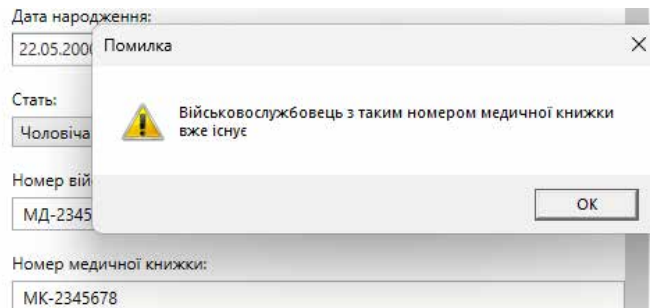 Дата народження:
22.05.200
Помилка
Стать:
Чоловіча
Військовослужбовець з таким номером медичної книжки
вже існує
Номер вій
OK
МД-2345
Номер медичної книжки:
МК-2345678